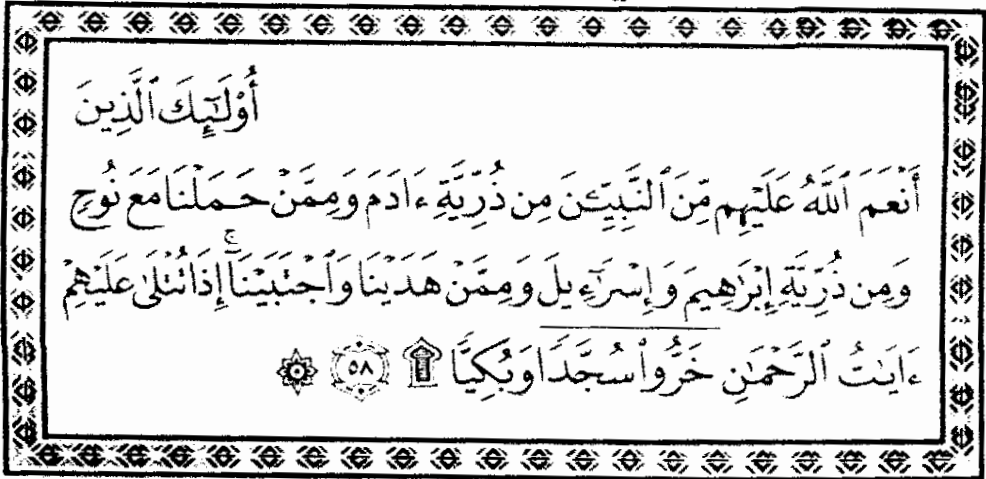 أُوْلَٰٓئِكَ ٱلَّذِينَ
أَنْعَمَ ٱللَّهُ عَلَيْهِم مِّنَ ٱلنَّبِيِّـۧنَ مِن ذُرِّيَّةِ ءَادَمَ وَمِمَّنْ حَمَلْنَا مَعَ نُوحٍ
وَمِن ذُرِّيَّةِ إِبْرَٰهِيمَ وَإِسْرَٰٓءِيلَ وَمِمَّنْ هَدَيْنَا وَٱجْتَبَيْنَآ ۚ إِذَا تُتْلَىٰ عَلَيْهِمْ
ءَايَٰتُ ٱلرَّحْمَٰنِ خَرُّوا۟ سُجَّدًا وَبُكِيًّا ۩ ٥٨ ۞